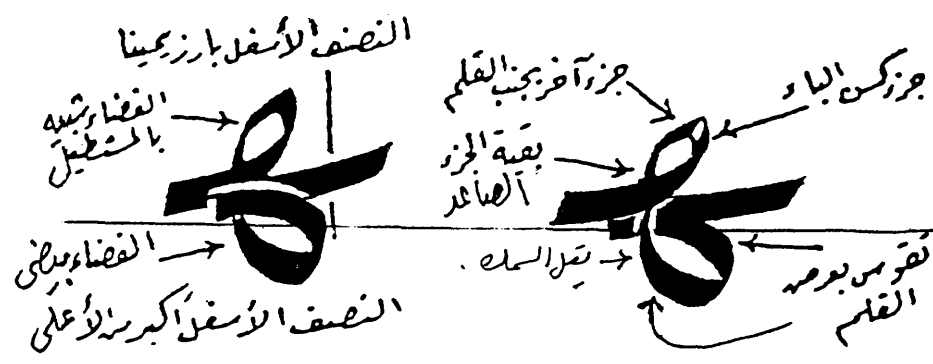 النصف الأسفل بارز يمينا
جزء آخر بجنب القلم
جزء كسن الباء
الفضاء شبيه
بالمستطيل
بقية الجزء
الصاعد
الفضاء بيضي
يقل السمك.
تقوس بعرض
القلم
النصف الأسفل أكبر من الأعلى